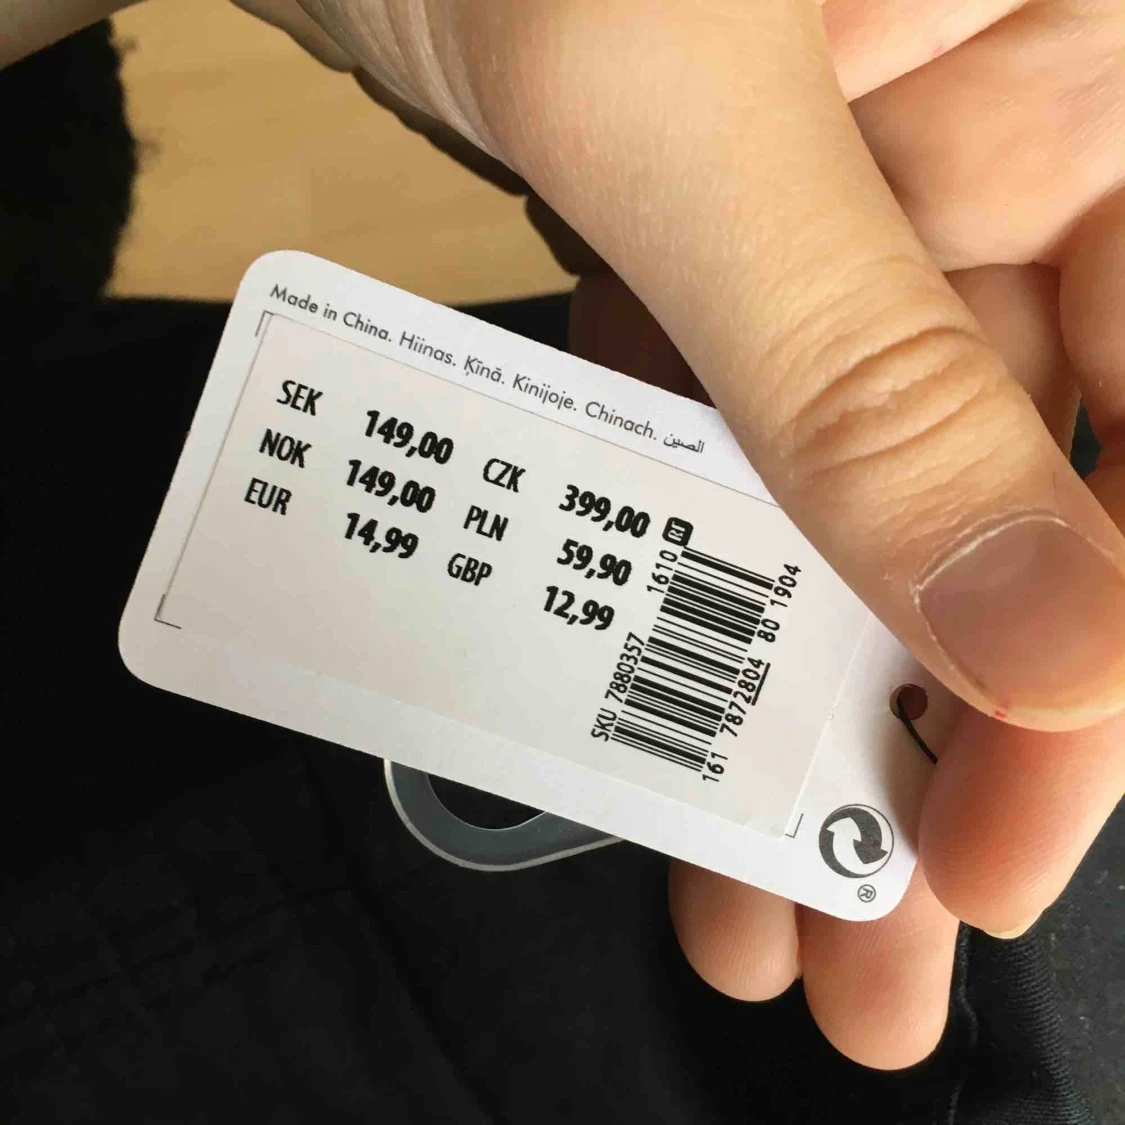 Made in China. Hiinas. Ķīnā. Kinijoje. Chinach. الصين
SEK 149,00 CZK 399,00
NOK 149,00 PLN 59,90
EUR 14,99 GBP 12,99
SKU 7880357 1610
161 7872804 80 1904
®